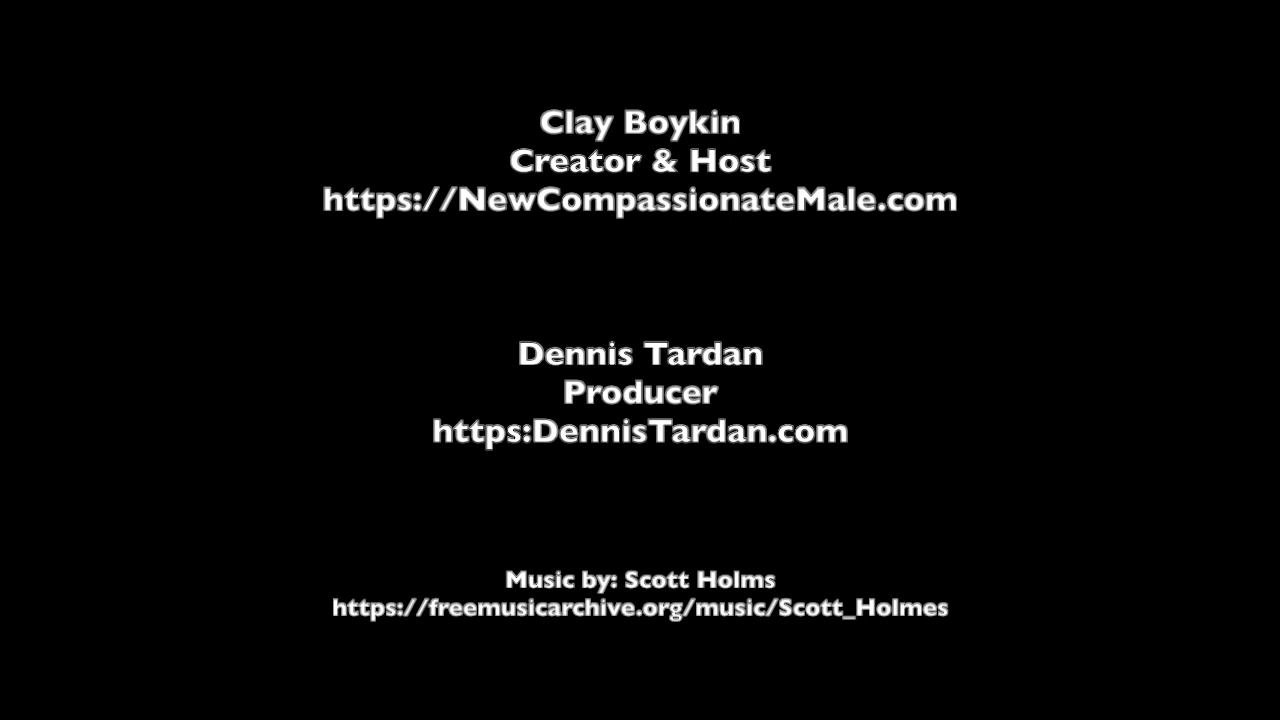 Clay Boykin
Creator & Host
https://NewCompassionateMale.com
Dennis Tardan
Producer
https:DennisTardan.com
Music by: Scott Holms
https://freemusicarchive.org/music/Scott_Holmes